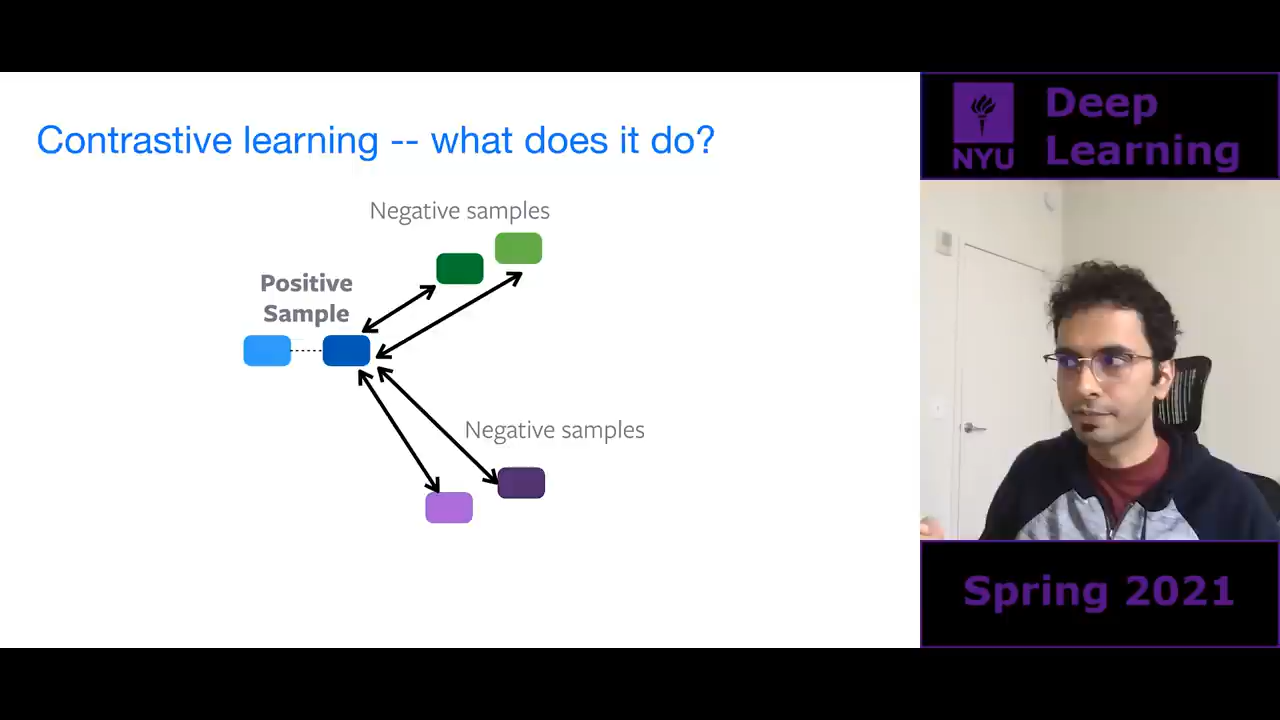 Contrastive learning -- what does it do?
Negative samples
Positive
Sample
Negative samples
NYU
Deep
Learning
Spring 2021